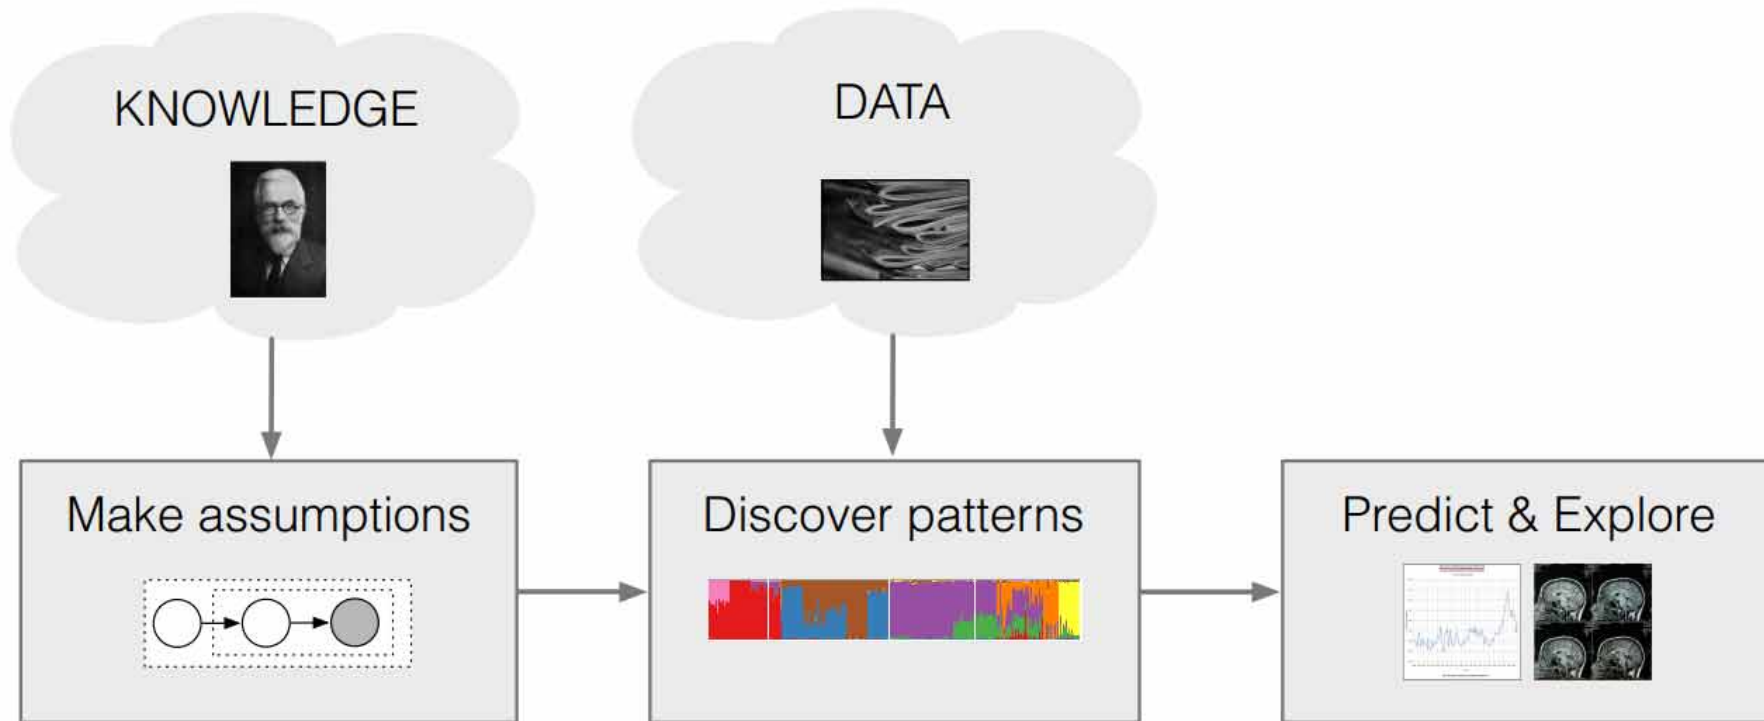 KNOWLEDGE
DATA
Make assumptions
Discover patterns
Predict & Explore